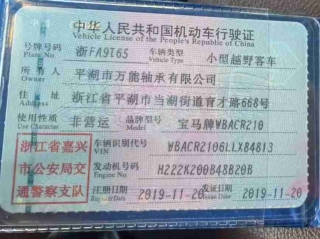 中华人民共和国机动车行驶证
Vehicle License of the People's Republic of China
号牌号码 浙FA9T65 车辆类型 小型越野客车
Plate No. Vehicle Type
所有人 平湖市万能轴承有限公司
Owner
住址 浙江省平湖市当湖街道育才路668号
Address
使用性质 非营运 品牌型号 宝马牌WBACR210
Use Character Model
浙江省嘉兴市公安局交通警察支队
车辆识别代号 WBACR2106LLX84813
VIN
发动机号码 H222K200B48B20B
Engine No.
注册日期 2019-11-20 发证日期 2019-11-20
Register Date Issue Date